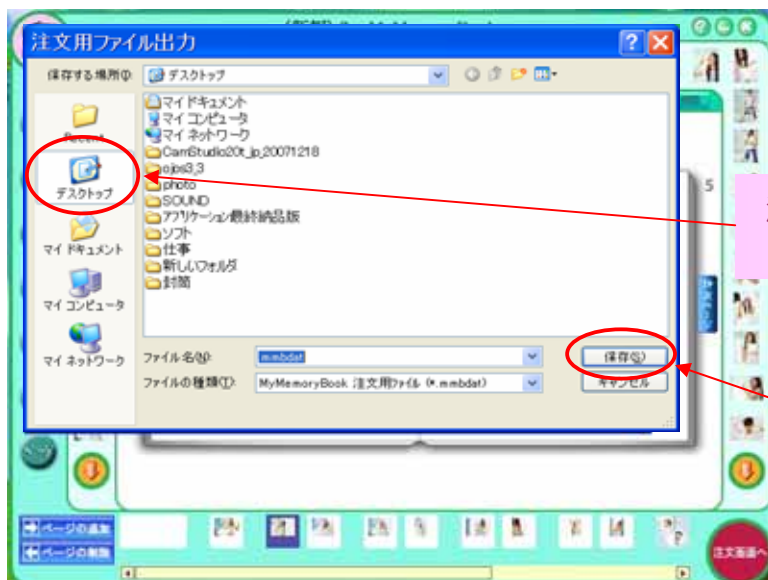 注文用ファイル出力
保存する場所(I):
デスクトップ
マイ ドキュメント
マイ コンピュータ
マイ ネットワーク
CamStudio20t_jp_20071218
ojos3_3
photo
SOUND
アプリケーション最終納品版
ソフト
仕事
新しいフォルダ
封筒
Recent
デスクトップ
マイ ドキュメント
マイ コンピュータ
マイ ネットワーク
ファイル名(N):
mmbdat
保存(S)
ファイルの種類(T):
MyMemoryBook 注文用ファイル (*.mmbdat)
キャンセル
5
ページの追加
ページの削除
注文画面へ